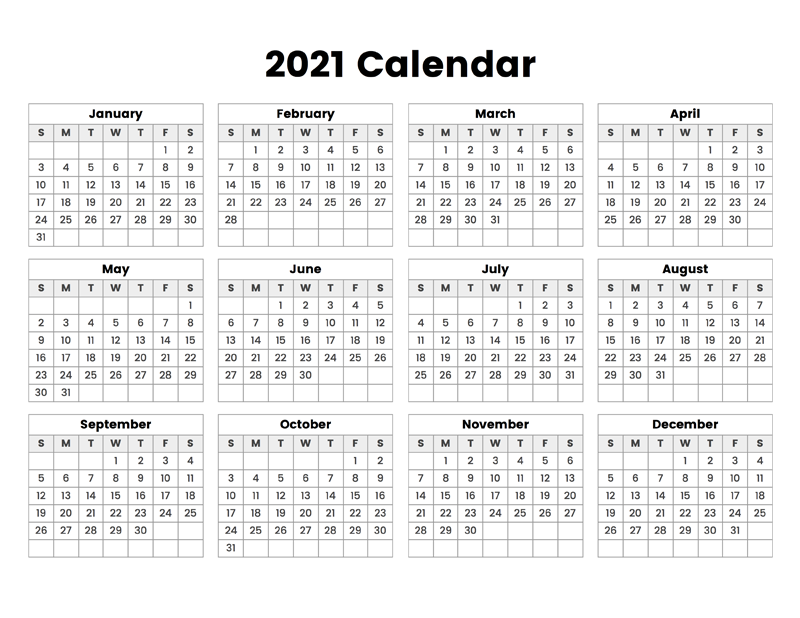 2021 Calendar
January
S M T W T F S
1 2
3 4 5 6 7 8 9
10 11 12 13 14 15 16
17 18 19 20 21 22 23
24 25 26 27 28 29 30
31
February
S M T W T F S
1 2 3 4 5 6
7 8 9 10 11 12 13
14 15 16 17 18 19 20
21 22 23 24 25 26 27
28
March
S M T W T F S
1 2 3 4 5 6
7 8 9 10 11 12 13
14 15 16 17 18 19 20
21 22 23 24 25 26 27
28 29 30 31
April
S M T W T F S
1 2 3
4 5 6 7 8 9 10
11 12 13 14 15 16 17
18 19 20 21 22 23 24
25 26 27 28 29 30
May
S M T W T F S
1
2 3 4 5 6 7 8
9 10 11 12 13 14 15
16 17 18 19 20 21 22
23 24 25 26 27 28 29
30 31
June
S M T W T F S
1 2 3 4 5
6 7 8 9 10 11 12
13 14 15 16 17 18 19
20 21 22 23 24 25 26
27 28 29 30
July
S M T W T F S
1 2 3
4 5 6 7 8 9 10
11 12 13 14 15 16 17
18 19 20 21 22 23 24
25 26 27 28 29 30 31
August
S M T W T F S
1 2 3 4 5 6 7
8 9 10 11 12 13 14
15 16 17 18 19 20 21
22 23 24 25 26 27 28
29 30 31
September
S M T W T F S
1 2 3 4
5 6 7 8 9 10 11
12 13 14 15 16 17 18
19 20 21 22 23 24 25
26 27 28 29 30
October
S M T W T F S
1 2
3 4 5 6 7 8 9
10 11 12 13 14 15 16
17 18 19 20 21 22 23
24 25 26 27 28 29 30
31
November
S M T W T F S
1 2 3 4 5 6
7 8 9 10 11 12 13
14 15 16 17 18 19 20
21 22 23 24 25 26 27
28 29 30
December
S M T W T F S
1 2 3 4
5 6 7 8 9 10 11
12 13 14 15 16 17 18
19 20 21 22 23 24 25
26 27 28 29 30 31